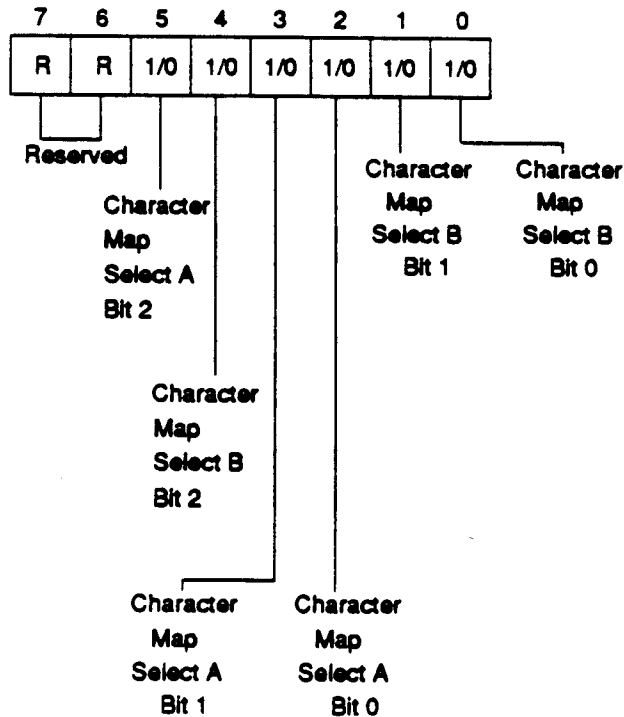 7 6 5 4 3 2 1 0
R R 1/0 1/0 1/0 1/0 1/0 1/0
Reserved
Character
Map
Select A
Bit 2
Character
Map
Select B
Bit 2
Character
Map
Select A
Bit 1
Character
Map
Select A
Bit 0
Character
Map
Select B
Bit 1
Character
Map
Select B
Bit 0